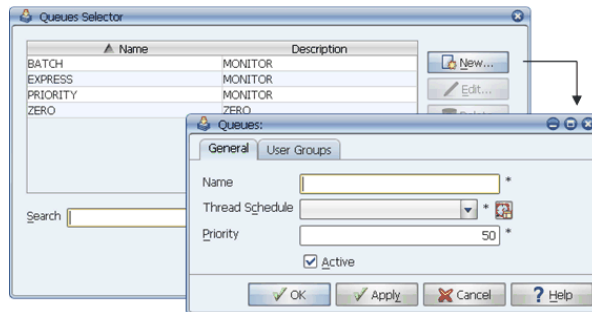 Queues Selector
Name Description
BATCH MONITOR
EXPRESS MONITOR
PRIORITY MONITOR
ZERO ZERO
New...
Edit...
Search
Queues:
General User Groups
Name *
Thread Schedule *
Priority 50 *
Active
OK Apply Cancel ? Help